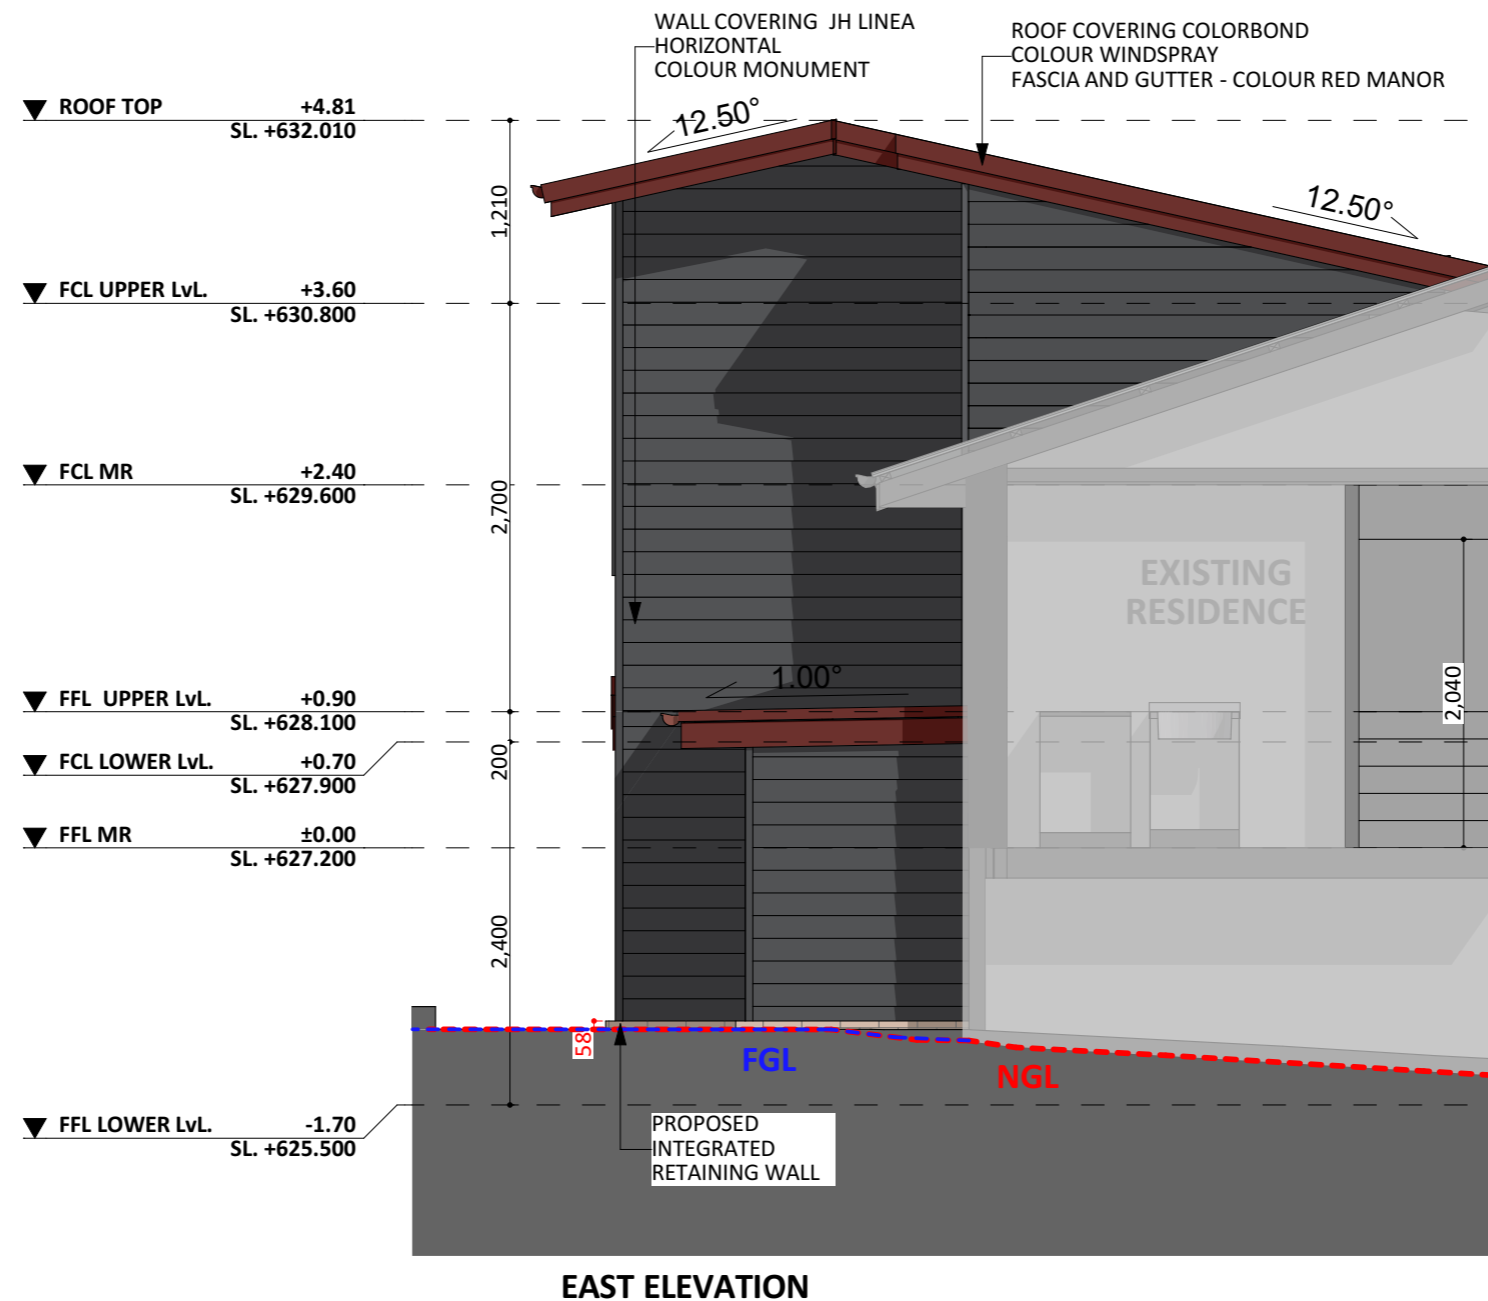 WALL COVERING  JH LINEA
HORIZONTAL
COLOUR MONUMENT
ROOF COVERING COLORBOND
COLOUR WINDSPRAY
FASCIA AND GUTTER - COLOUR RED MANOR
ROOF TOP +4.81
SL. +632.010
12.50°
12.50°
1,210
FCL UPPER LvL. +3.60
SL. +630.800
FCL MR +2.40
SL. +629.600
2,700
EXISTING
RESIDENCE
2,040
1.00°
FFL  UPPER LvL. +0.90
SL. +628.100
200
FCL LOWER LvL. +0.70
SL. +627.900
FFL MR ±0.00
SL. +627.200
2,400
58
FGL
NGL
FFL LOWER LvL. -1.70
SL. +625.500
PROPOSED
INTEGRATED
RETAINING WALL
EAST ELEVATION